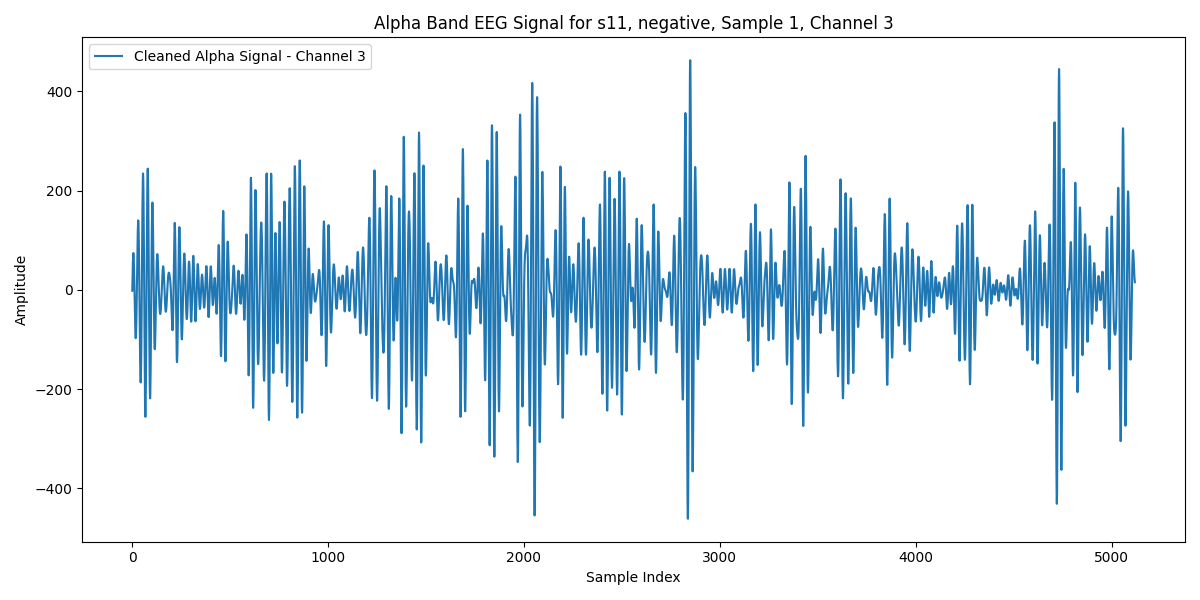 Alpha Band EEG Signal for s11, negative, Sample 1, Channel 3
Cleaned Alpha Signal - Channel 3
Amplitude
400
200
0
−200
−400
0 1000 2000 3000 4000 5000
Sample Index